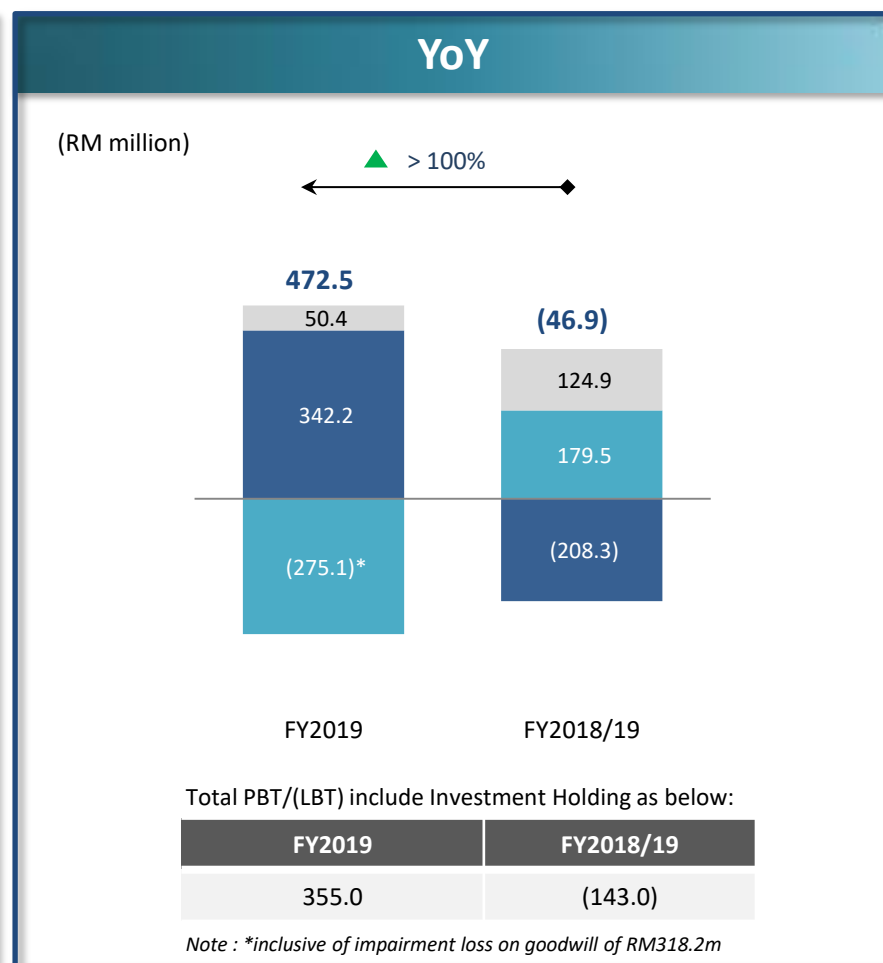 YoY
(RM million)
▲ > 100%
472.5
(46.9)
50.4
124.9
342.2
179.5
(275.1)*
(208.3)
FY2019
FY2018/19
Total PBT/(LBT) include Investment Holding as below:
FY2019 FY2018/19
355.0 (143.0)
Note : *inclusive of impairment loss on goodwill of RM318.2m